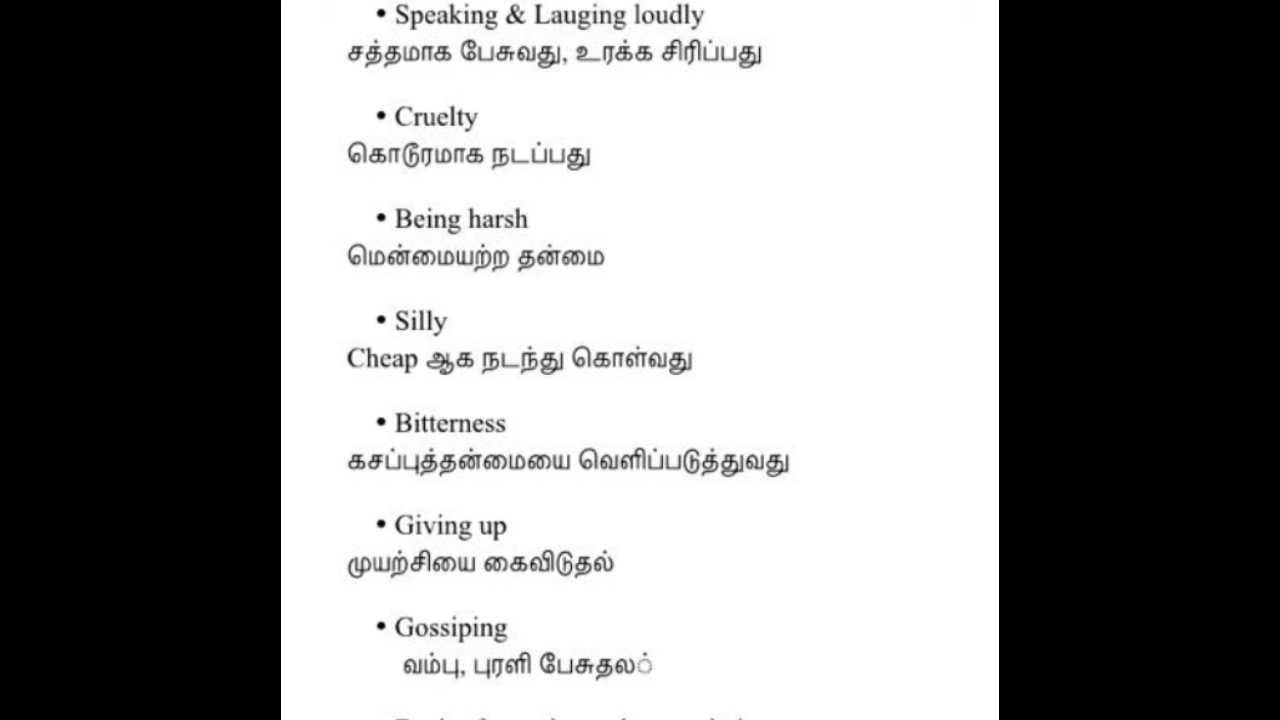 • Speaking & Lauging loudly
சத்தமாக பேசுவது, உரக்க சிரிப்பது
• Cruelty
கொடூரமாக நடப்பது
• Being harsh
மென்மையற்ற தன்மை
• Silly
Cheap ஆக நடந்து கொள்வது
• Bitterness
கசப்புத்தன்மையை வெளிப்படுத்துவது
• Giving up
முயற்சியை கைவிடுதல்
• Gossiping
வம்பு, புரளி பேசுதல்